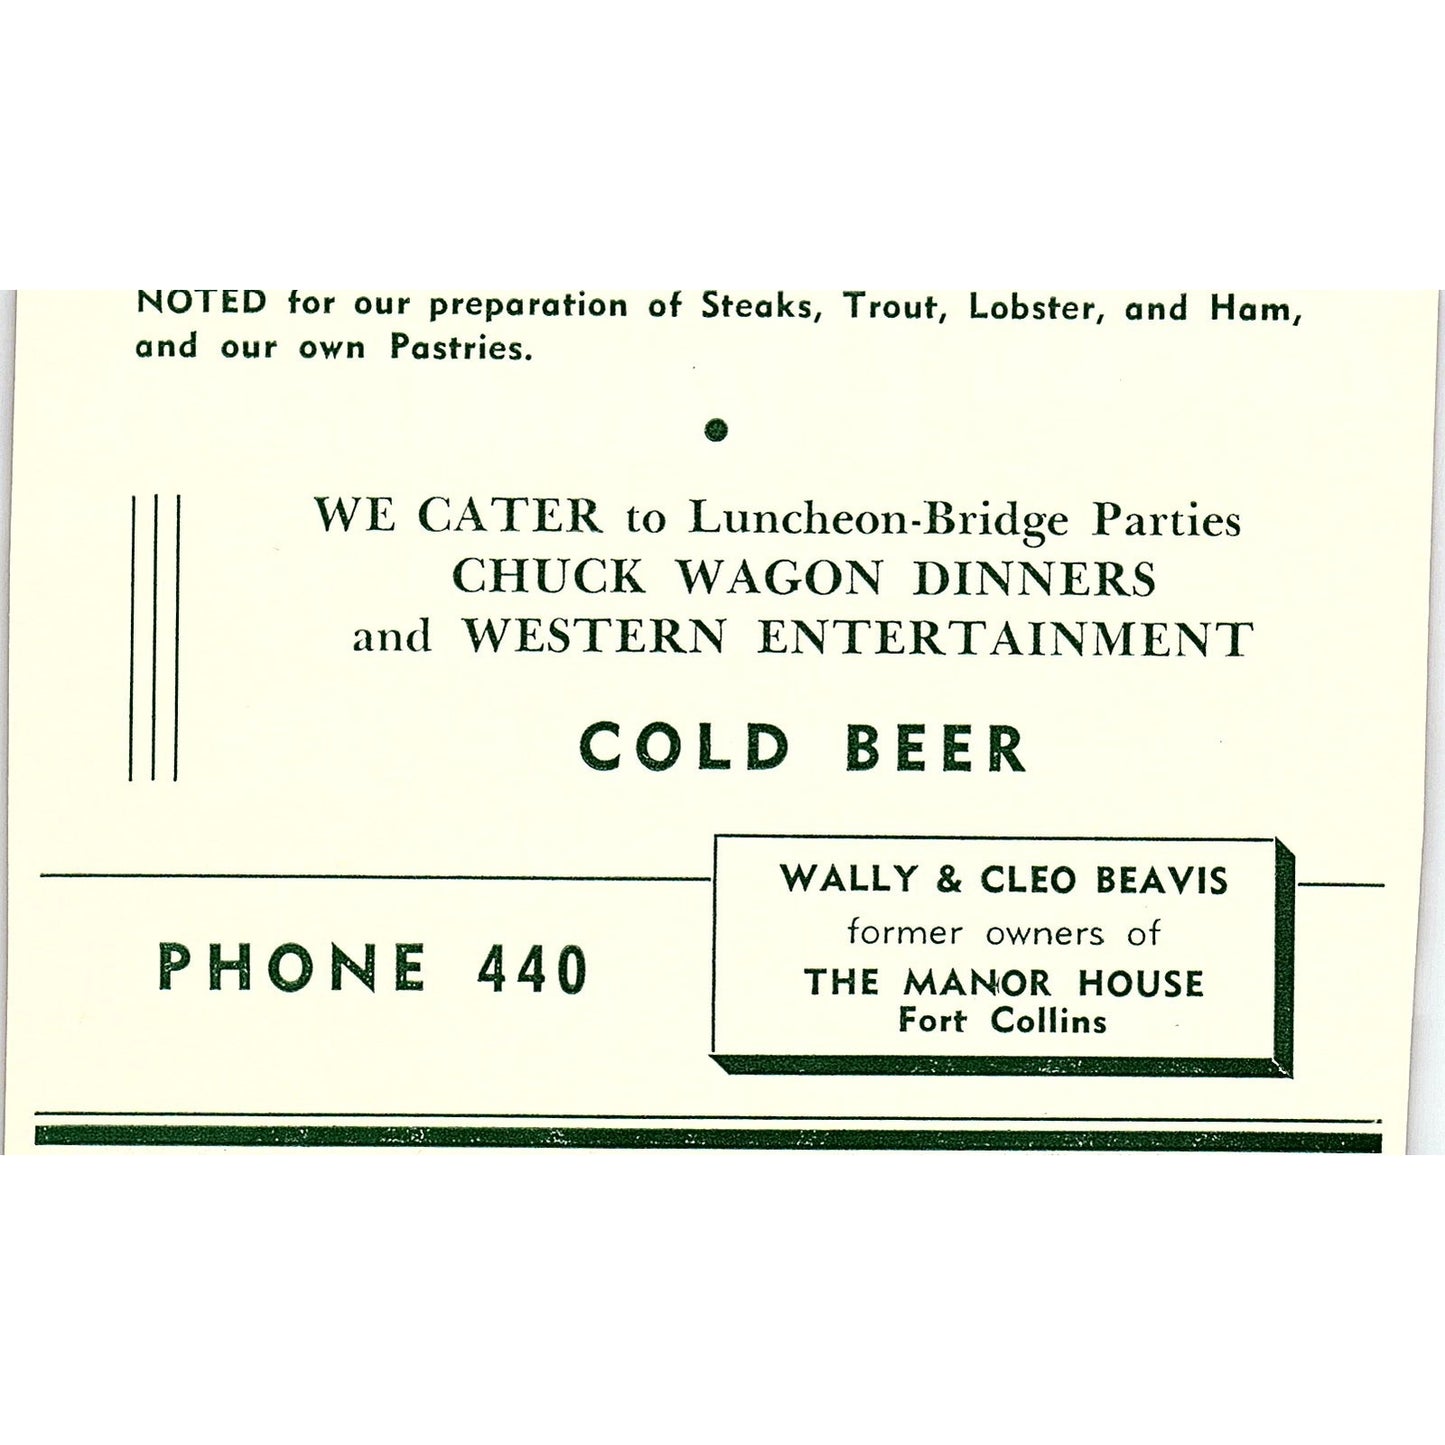 NOTED for our preparation of Steaks, Trout, Lobster, and Ham,
and our own Pastries.
WE CATER to Luncheon-Bridge Parties
CHUCK WAGON DINNERS
and WESTERN ENTERTAINMENT
COLD BEER
PHONE 440
WALLY & CLEO BEAVIS
former owners of
THE MANOR HOUSE
Fort Collins